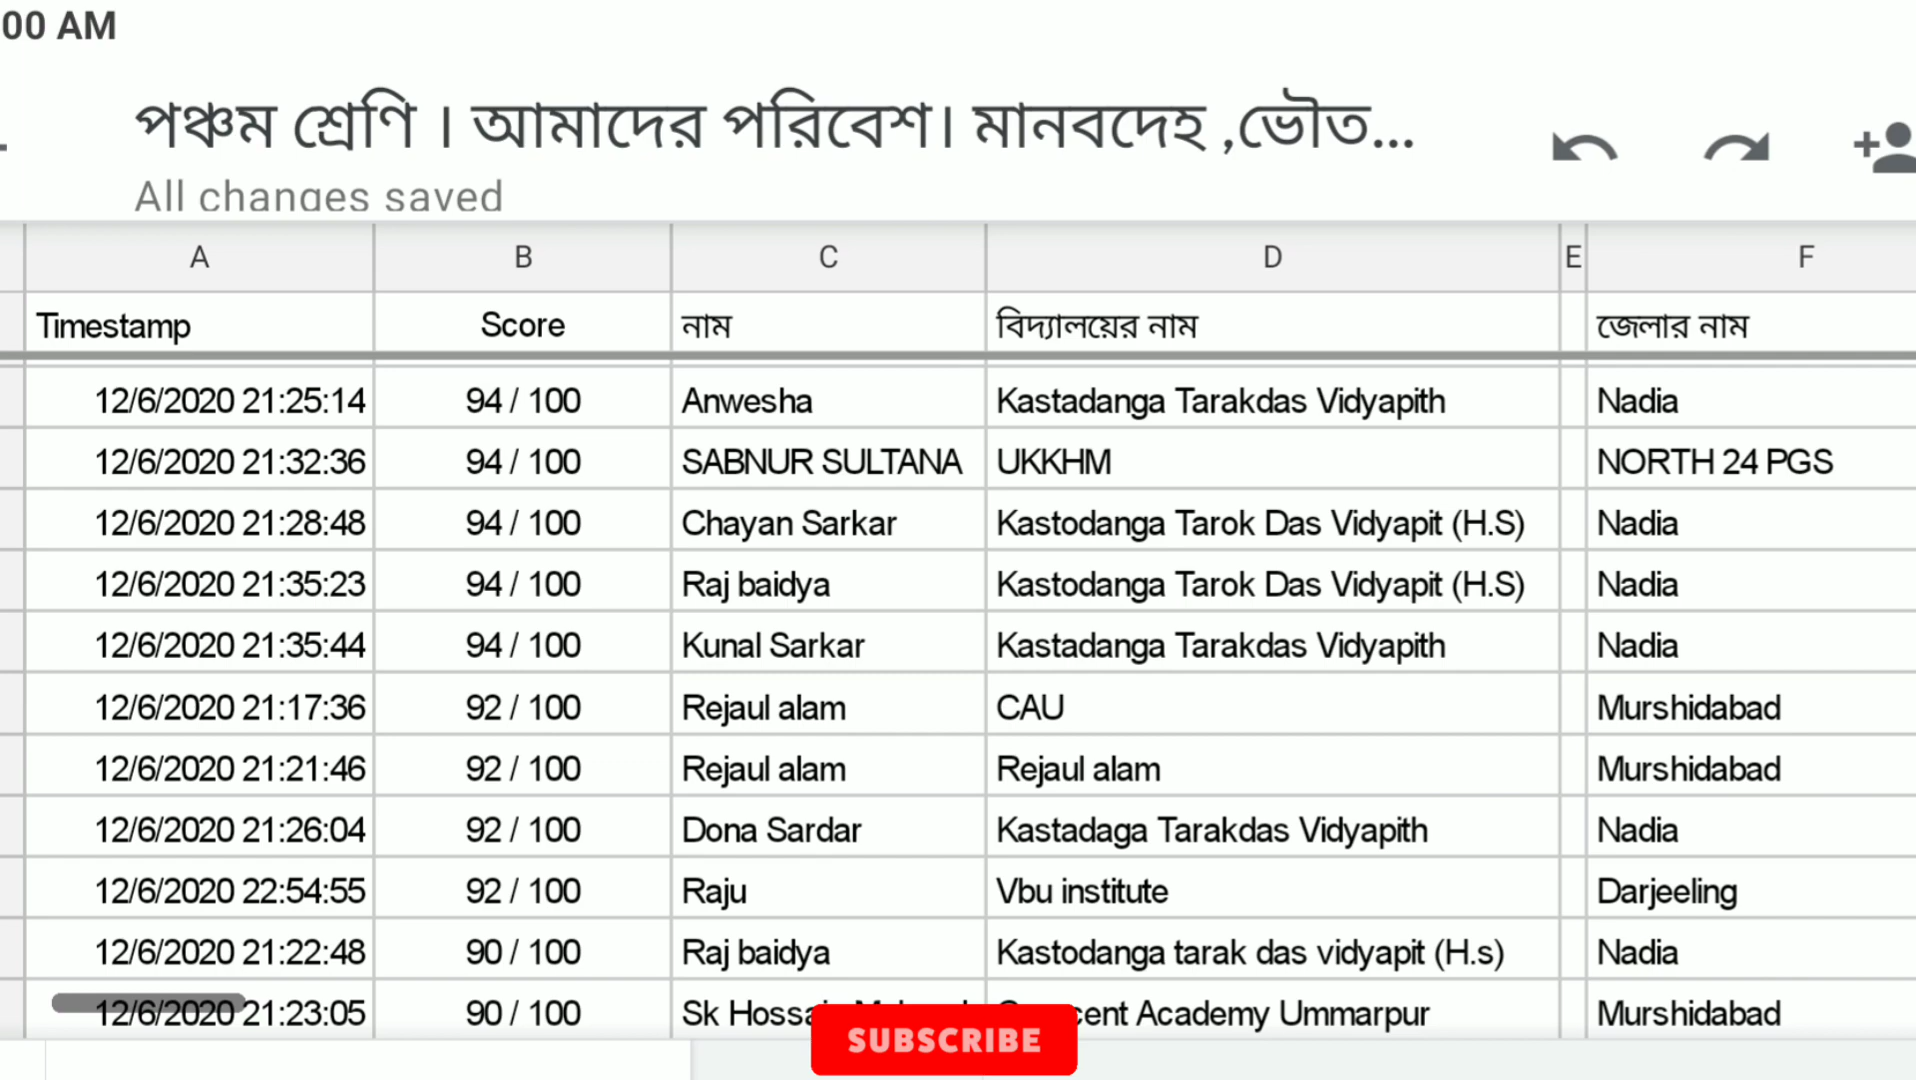 00 AM
পঞ্চম শ্রেণি । আমাদের পরিবেশ। মানবদেহ ,ভৌত...
All changes saved
A B C D E F
Timestamp Score নাম বিদ্যালয়ের নাম জেলার নাম
12/6/2020 21:25:14 94 / 100 Anwesha Kastadanga Tarakdas Vidyapith Nadia
12/6/2020 21:32:36 94 / 100 SABNUR SULTANA UKKHM NORTH 24 PGS
12/6/2020 21:28:48 94 / 100 Chayan Sarkar Kastodanga Tarok Das Vidyapit (H.S) Nadia
12/6/2020 21:35:23 94 / 100 Raj baidya Kastodanga Tarok Das Vidyapit (H.S) Nadia
12/6/2020 21:35:44 94 / 100 Kunal Sarkar Kastadanga Tarakdas Vidyapith Nadia
12/6/2020 21:17:36 92 / 100 Rejaul alam CAU Murshidabad
12/6/2020 21:21:46 92 / 100 Rejaul alam Rejaul alam Murshidabad
12/6/2020 21:26:04 92 / 100 Dona Sardar Kastadaga Tarakdas Vidyapith Nadia
12/6/2020 22:54:55 92 / 100 Raju Vbu institute Darjeeling
12/6/2020 21:22:48 90 / 100 Raj baidya Kastodanga tarak das vidyapit (H.s) Nadia
12/6/2020 21:23:05 90 / 100 Sk Academy Ummarpur Murshidabad
SUBSCRIBE